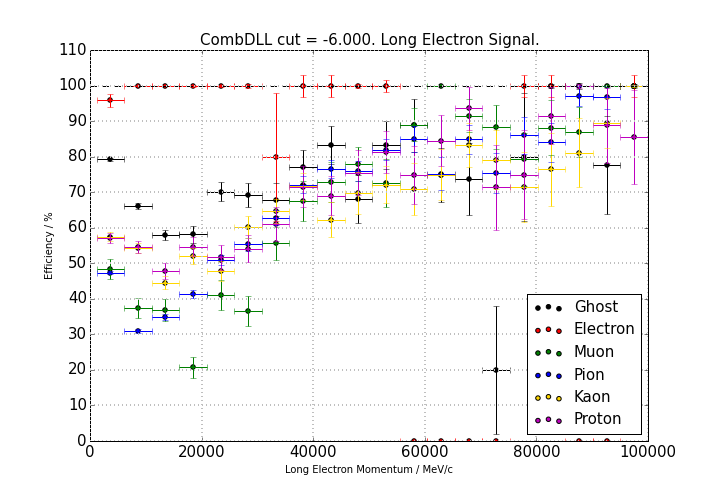 CombDLL cut = -6.000. Long Electron Signal.
110
100
90
80
70
60
50
40
30
20
10
0
Efficiency / %
Ghost
Electron
Muon
Pion
Kaon
Proton
0 20000 40000 60000 80000 100000
Long Electron Momentum / MeV/c